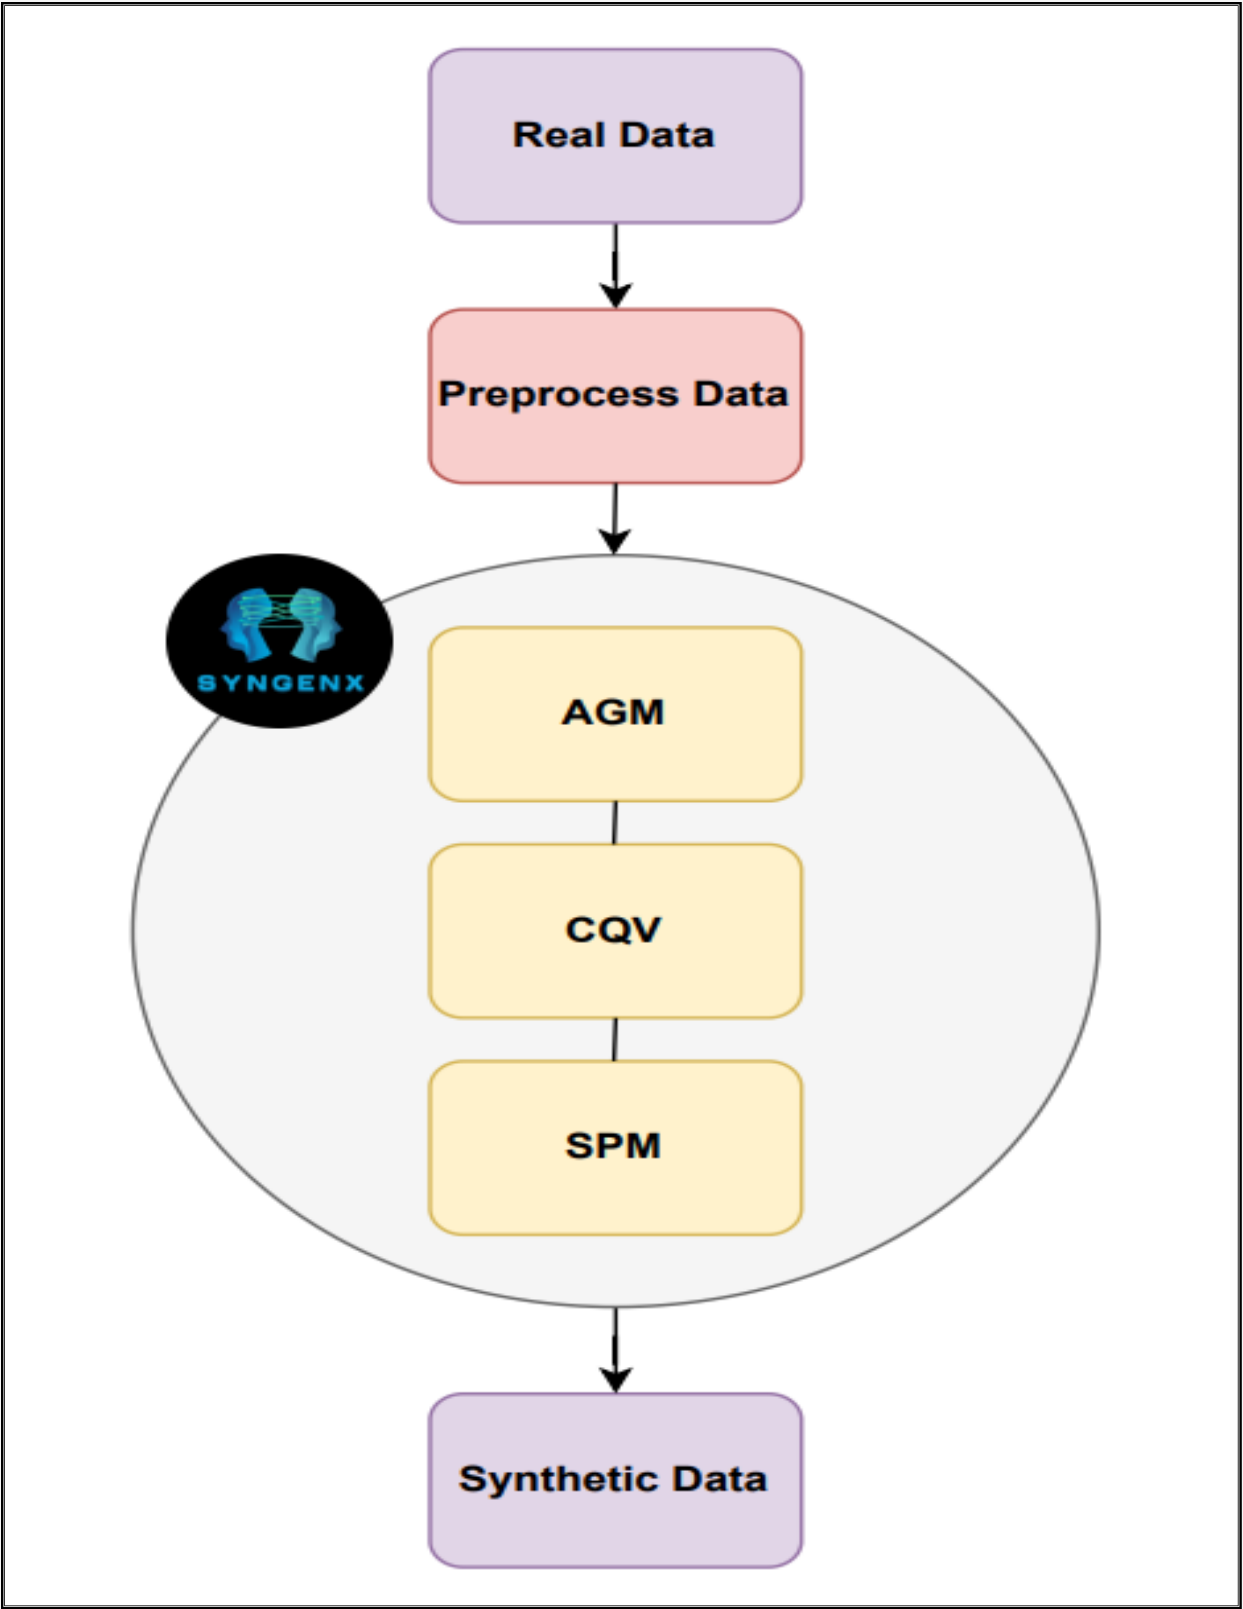 Real Data
Preprocess Data
SYNGENX
AGM
CQV
SPM
Synthetic Data